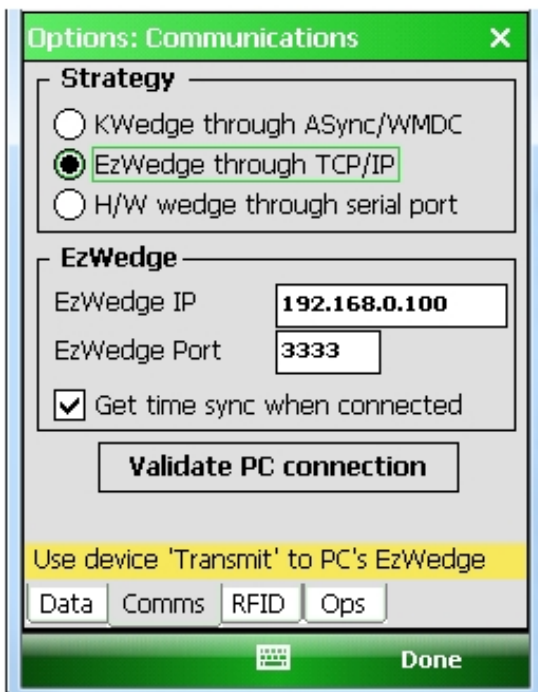 Options: Communications
Strategy
KWedge through ASync/WMDC
EzWedge through TCP/IP
H/W wedge through serial port
EzWedge
EzWedge IP 192.168.0.100
EzWedge Port 3333
Get time sync when connected
Validate PC connection
Use device 'Transmit' to PC's EzWedge
Data Comms RFID Ops
Done